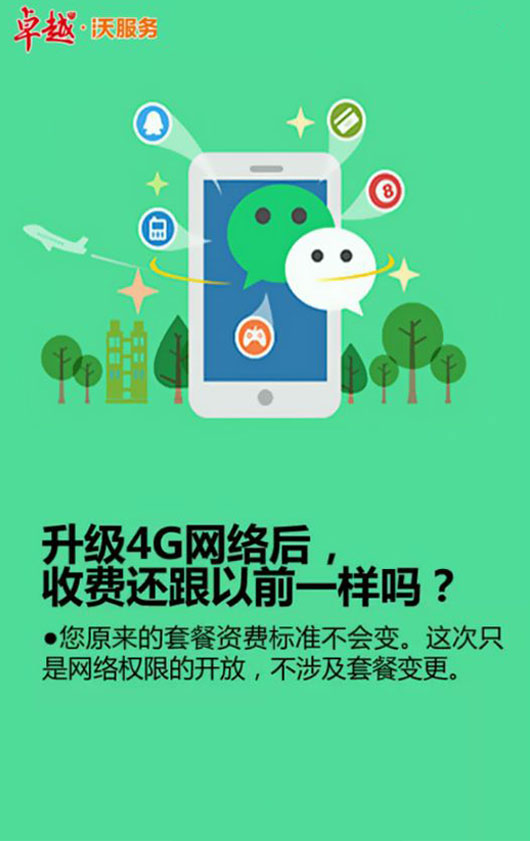 卓越·沃服务
8
升级4G网络后，
收费还跟以前一样吗？
●您原来的套餐资费标准不会变。这次只
是网络权限的开放，不涉及套餐变更。